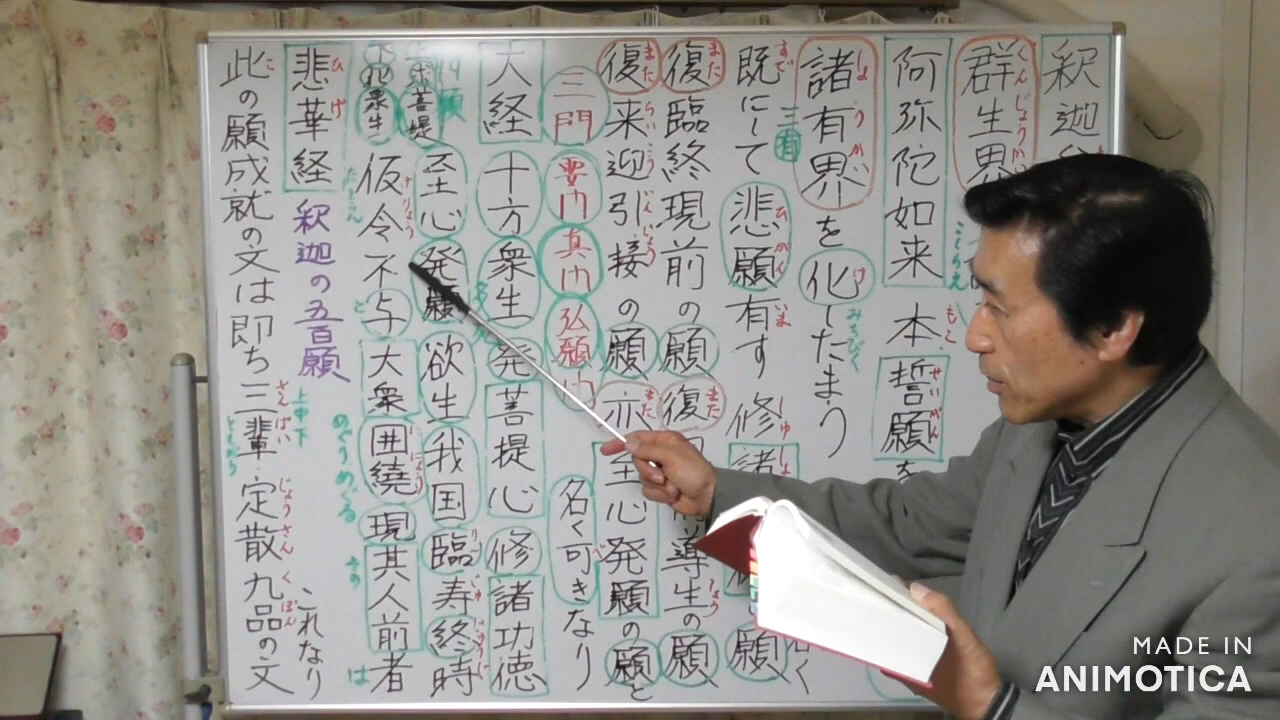 釈迦
群生界
阿弥陀如来 本誓願を
諸有界を化したまう
既にして悲願有す 修諸 願
復臨終現前の願 復 導生の願
復来迎引接の願 亦至心発願の願と
名く可きなり
三門 要門 真門 弘願門
大経 十方衆生 発菩提心 修諸功徳
至心発願 欲生我国 臨寿終時
仮令不与 大衆囲繞 現其人前者
悲華経 釈迦の五百願
これなり
此の願成就の文は即ち三輩 定散九品の文
MADE IN
ANIMOTICA